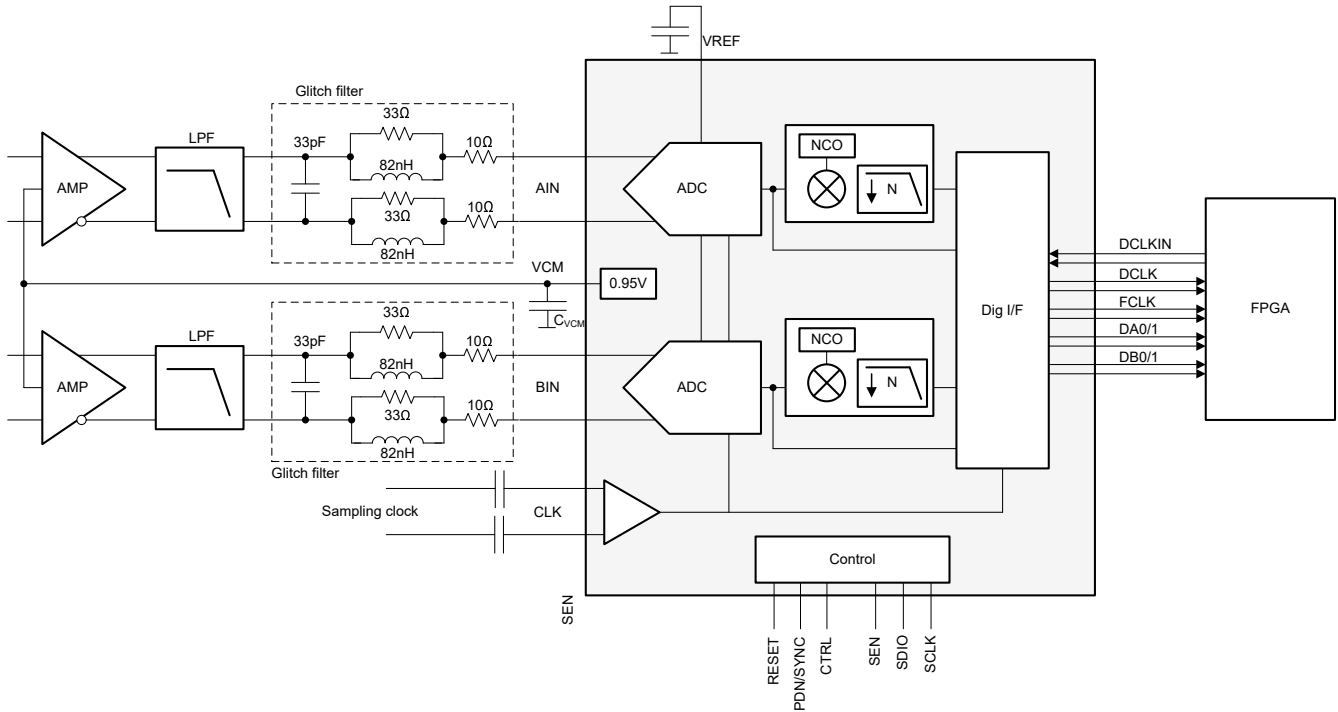 VREF
Glitch filter
33Ω
LPF
33pF
10Ω
NCO
AMP
82nH
AIN
ADC
N
33Ω
10Ω
82nH
DCLKIN
VCM
0.95V
DCLK
FCLK
FPGA
Dig I/F
CVCM
DA0/1
DB0/1
33Ω
LPF
33pF
10Ω
NCO
AMP
82nH
BIN
ADC
N
33Ω
10Ω
82nH
Glitch filter
Sampling clock
CLK
Control
SEN
RESET
PDN/SYNC
CTRL
SEN
SDIO
SCLK